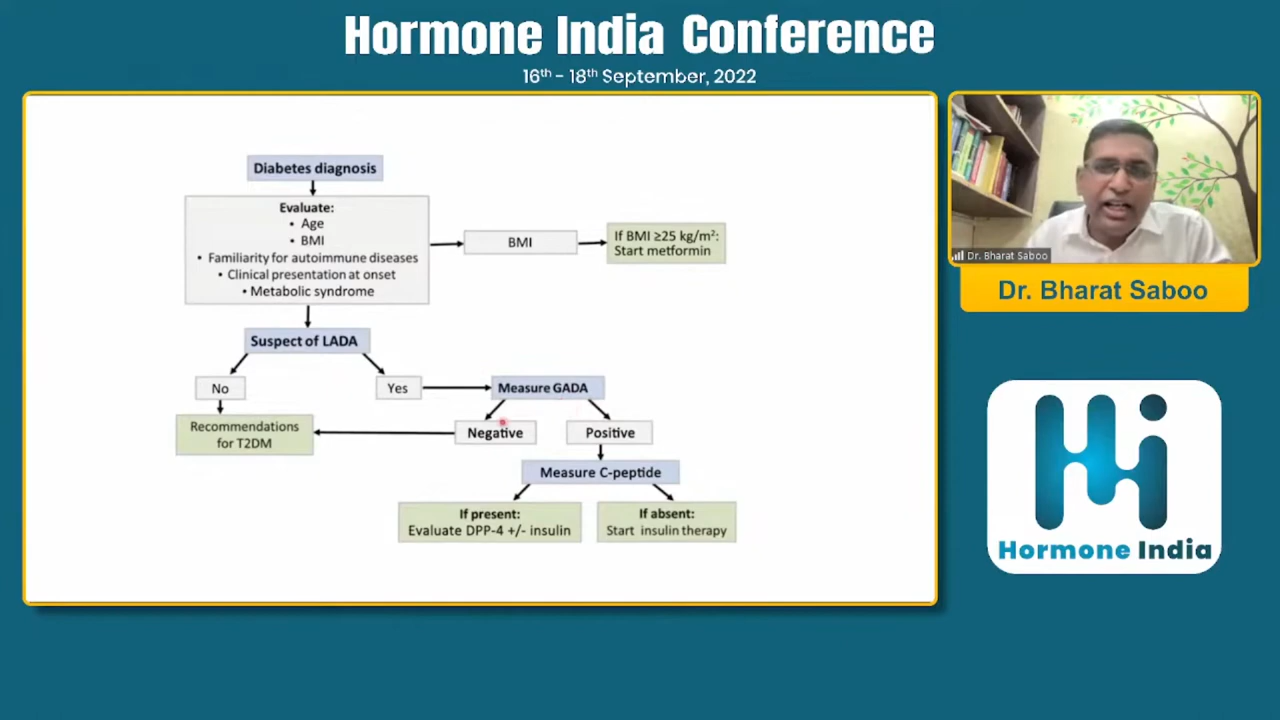 Hormone India Conference
16th - 18th September, 2022
Diabetes diagnosis
Evaluate:
• Age
• BMI
• Familiarity for autoimmune diseases
• Clinical presentation at onset
• Metabolic syndrome
BMI
If BMI ≥25 kg/m²:
Start metformin
Suspect of LADA
No
Yes
Measure GADA
Recommendations
for T2DM
Negative
Positive
Measure C-peptide
If present:
Evaluate DPP-4 +/- insulin
If absent:
Start insulin therapy
Dr. Bharat Saboo
Dr. Bharat Saboo
Hormone India